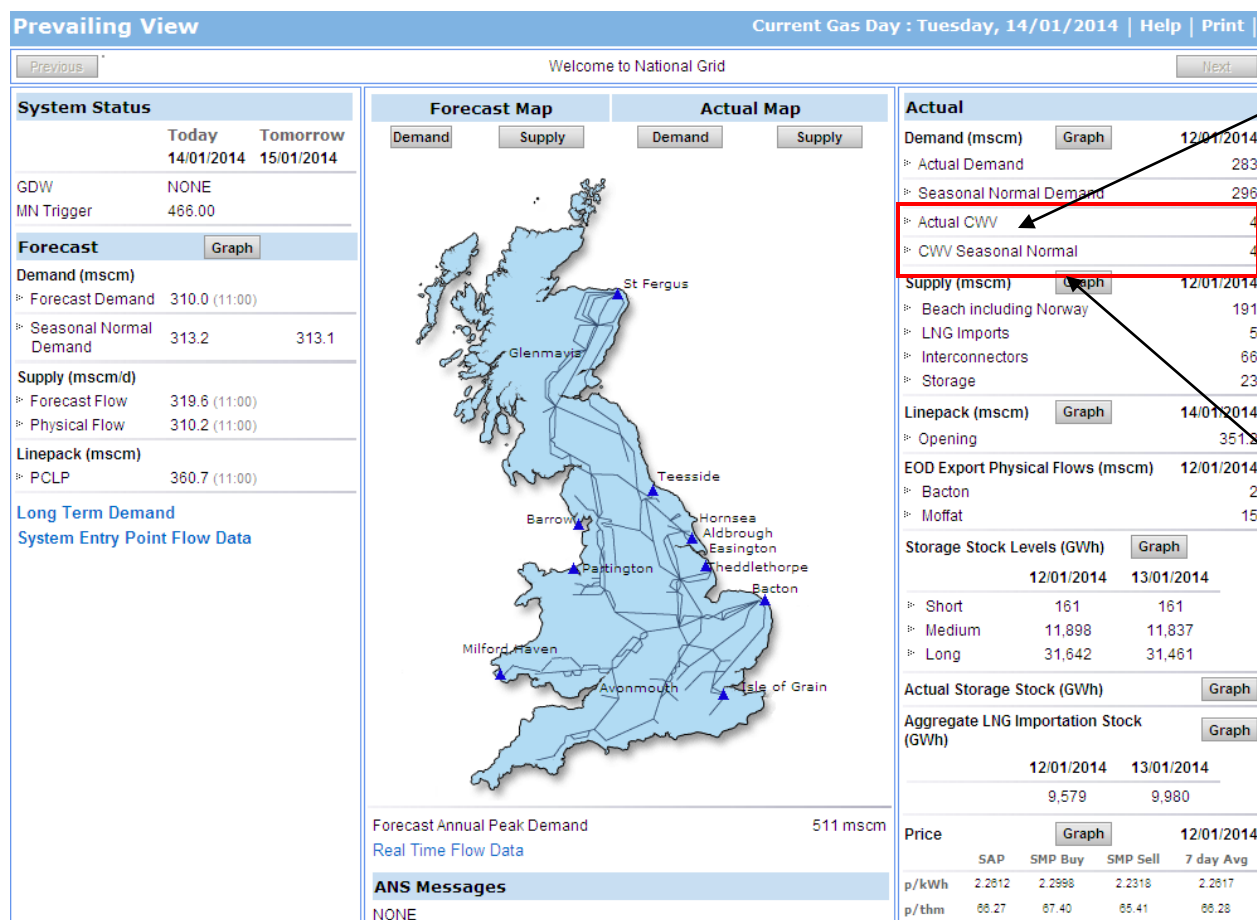 Prevailing View
Current Gas Day : Tuesday, 14/01/2014 | Help | Print |
Previous
Welcome to National Grid
Next
System Status
Today Tomorrow
14/01/2014 15/01/2014
GDW NONE
MN Trigger 466.00
Forecast Graph
Demand (mscm)
Forecast Demand 310.0 (11:00)
Seasonal Normal Demand 313.2 313.1
Supply (mscm/d)
Forecast Flow 319.6 (11:00)
Physical Flow 310.2 (11:00)
Linepack (mscm)
PCLP 360.7 (11:00)
Long Term Demand
System Entry Point Flow Data
Forecast Map Actual Map
Demand Supply Demand Supply
St Fergus
Glenmavis
Teesside
Barrow
Hornsea
Aldbrough
Easington
Partington
Theddlethorpe
Bacton
Milford Haven
Avonmouth
Isle of Grain
Forecast Annual Peak Demand 511 mscm
Real Time Flow Data
ANS Messages
NONE
Actual
Demand (mscm) Graph 12/01/2014
Actual Demand 283
Seasonal Normal Demand 296
Actual CWV 4
CWV Seasonal Normal 4
Supply (mscm) Graph 12/01/2014
Beach including Norway 191
LNG Imports 5
Interconnectors 66
Storage 23
Linepack (mscm) Graph 14/01/2014
Opening 351.2
EOD Export Physical Flows (mscm) 12/01/2014
Bacton 2
Moffat 15
Storage Stock Levels (GWh) Graph
12/01/2014 13/01/2014
Short 161 161
Medium 11,898 11,837
Long 31,642 31,461
Actual Storage Stock (GWh) Graph
Aggregate LNG Importation Stock
(GWh) Graph
12/01/2014 13/01/2014
9,579 9,980
Price Graph 12/01/2014
SAP SMP Buy SMP Sell 7 day Avg
p/kWh 2.2612 2.2998 2.2318 2.2617
p/thm 66.27 67.40 65.41 66.28